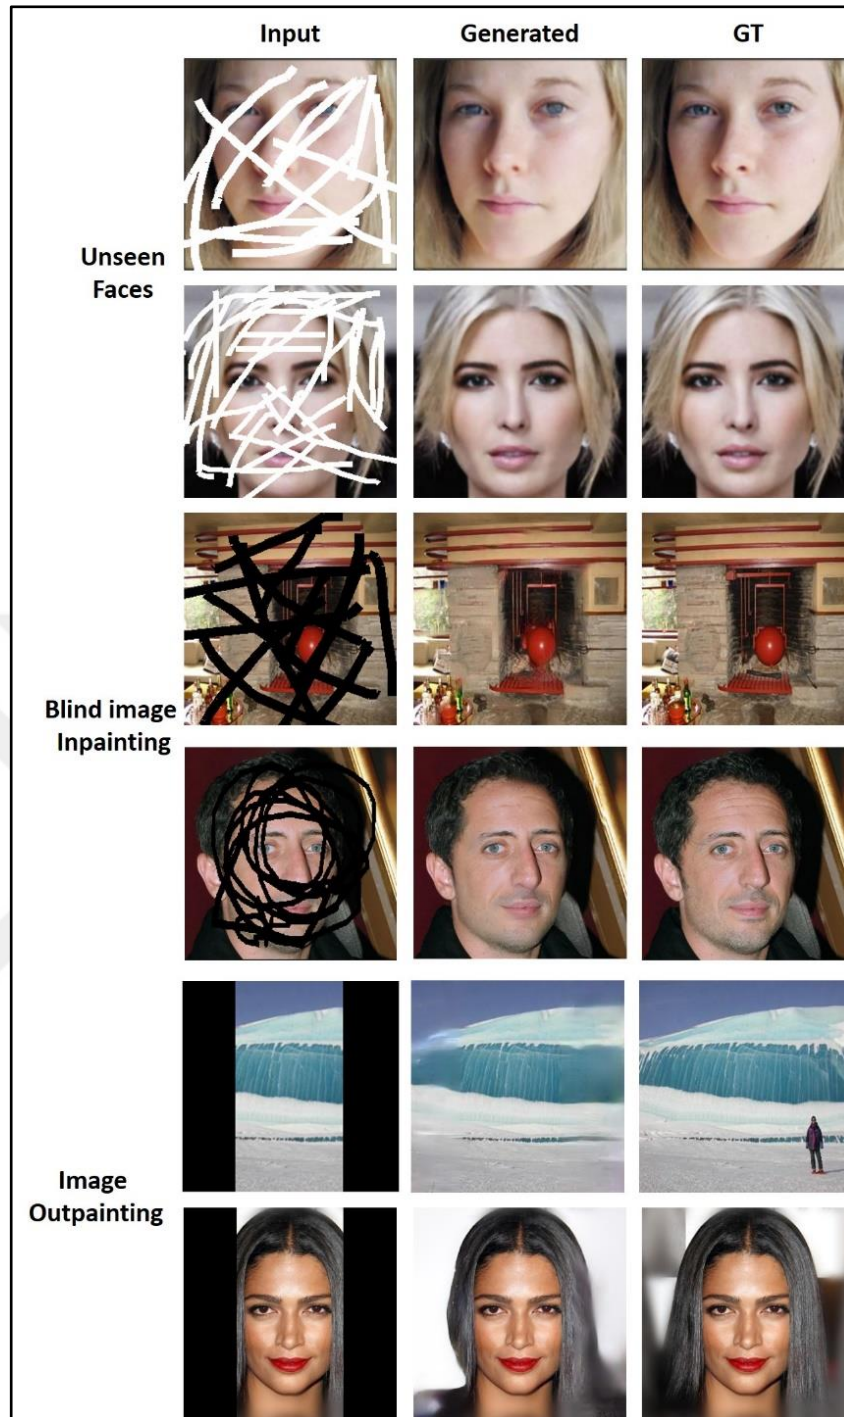 Input Generated GT
Unseen
Faces
Blind image
Inpainting
Image
Outpainting